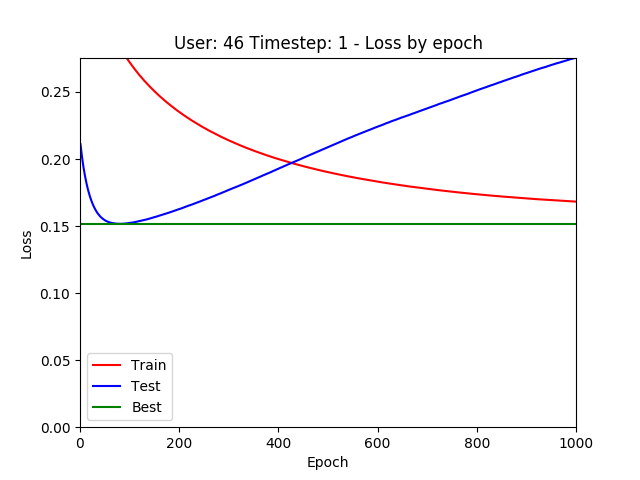 User: 46 Timestep: 1 - Loss by epoch
Loss
0.25
0.20
0.15
0.10
0.05
0.00
Train
Test
Best
0 200 400 600 800 1000
Epoch